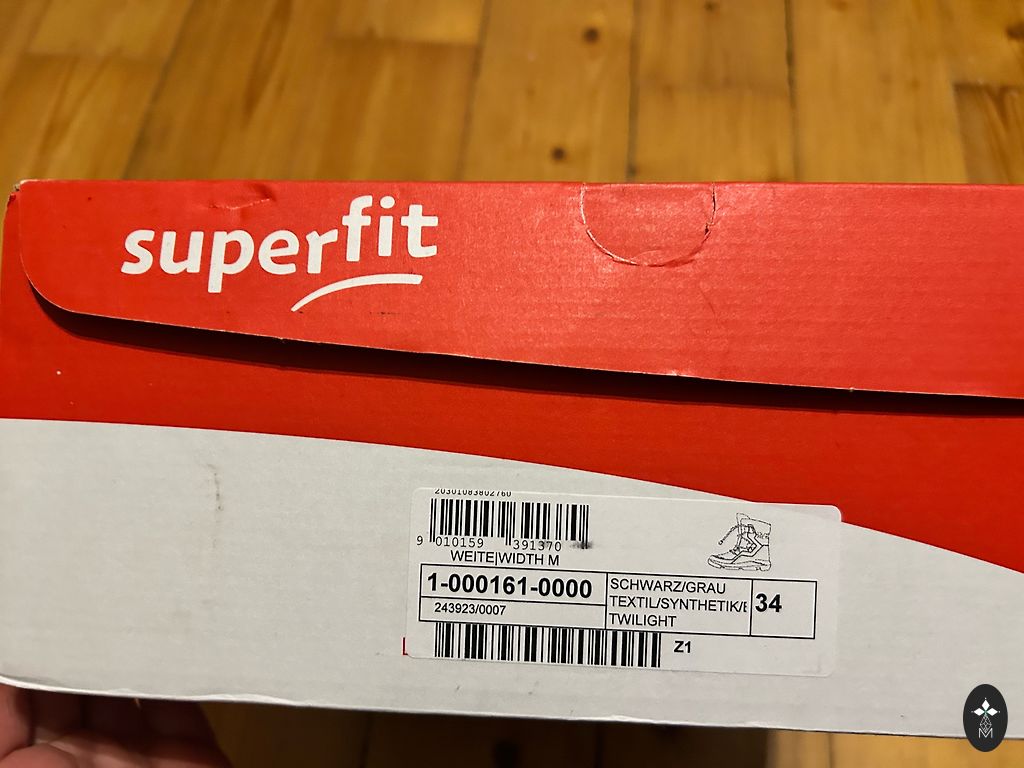 superfit
20301083802760
9 010159 391370
WEITE|WIDTH M
1-000161-0000
243923/0007
SCHWARZ/GRAU
TEXTIL/SYNTHETIK/
TWILIGHT
34
Z1
M